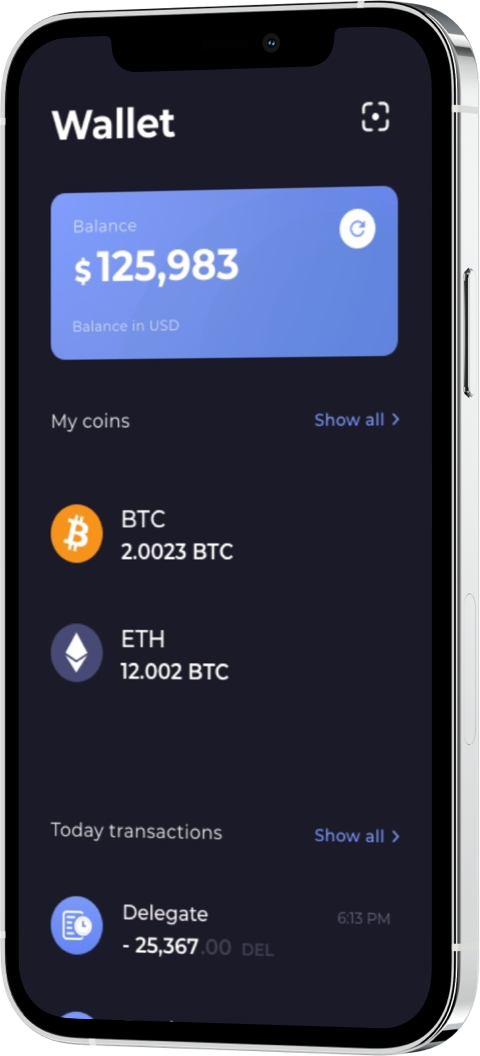 Wallet
Balance
$125,983
Balance in USD
My coins
Show all
BTC
2.0023 BTC
ETH
12.002 BTC
Today transactions
Show all
Delegate
6:13 PM
- 25,367.00 DEL